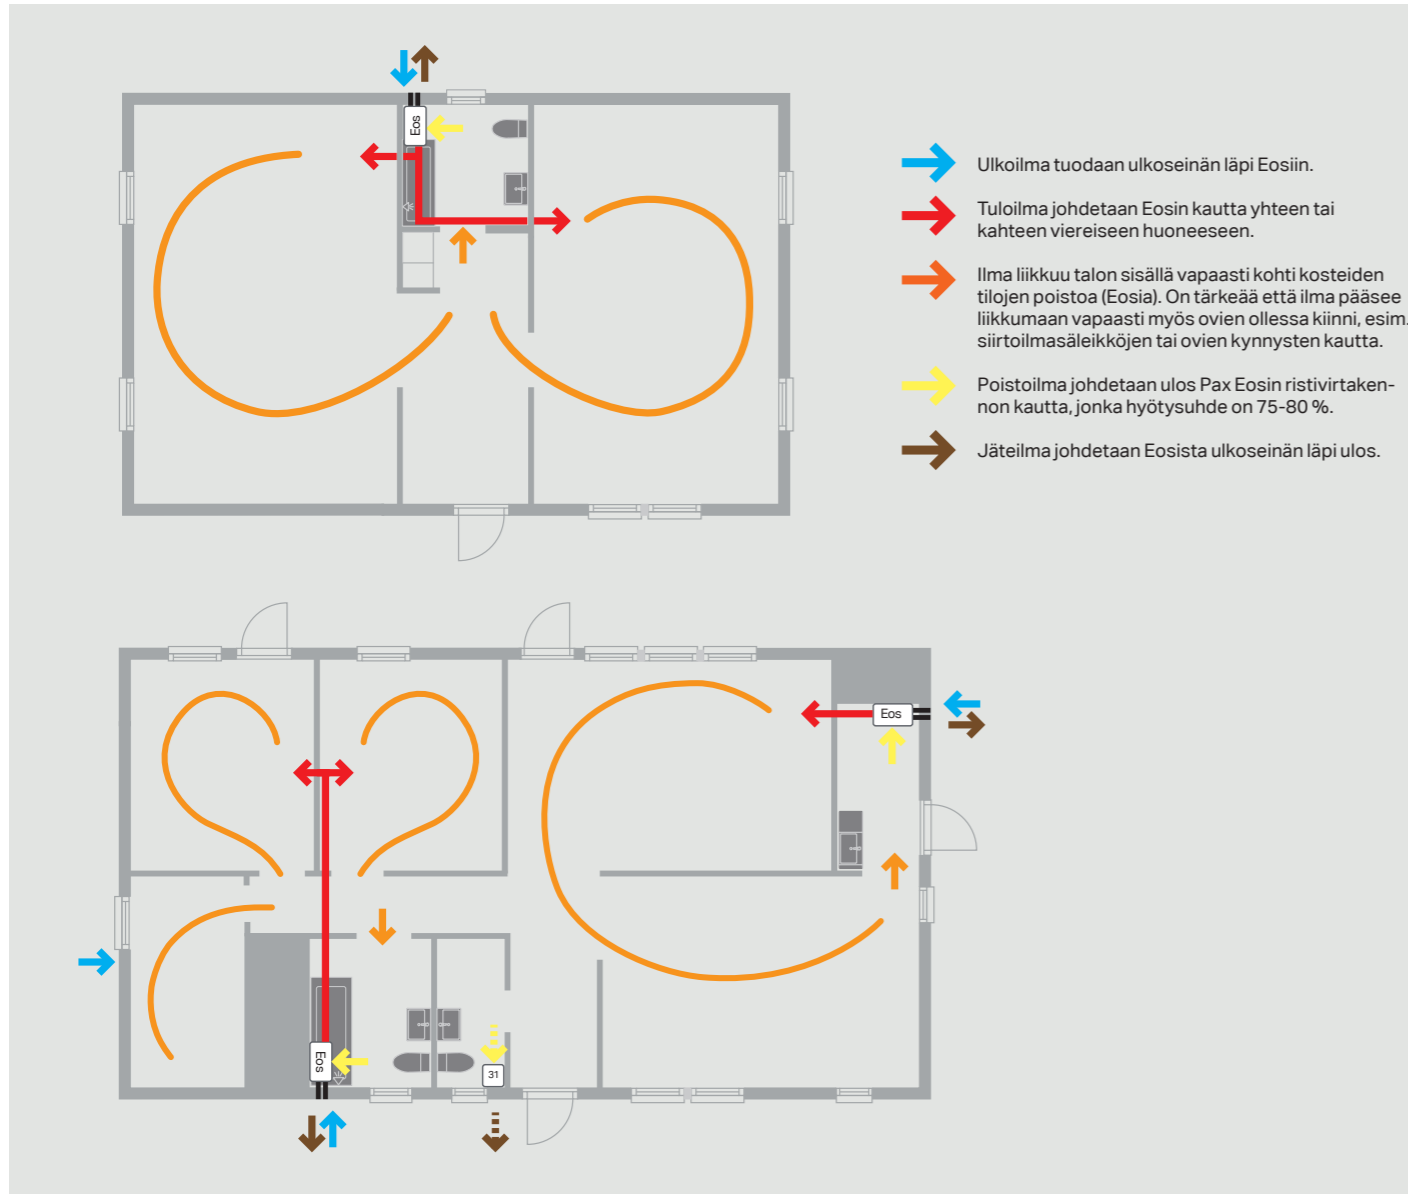 Eos
Ulkoilma tuodaan ulkoseinän läpi Eosiin.
Tuloilma johdetaan Eosin kautta yhteen tai
kahteen viereiseen huoneeseen.
Ilma liikkuu talon sisällä vapaasti kohti kosteiden
tilojen poistoa (Eosia). On tärkeää että ilma pääsee
liikkumaan vapaasti myös ovien ollessa kiinni, esim.
siirtoilmasäleikköjen tai ovien kynnysten kautta.
Poistoilma johdetaan ulos Pax Eosin ristivirtaken-
non kautta, jonka hyötysuhde on 75-80 %.
Jäteilma johdetaan Eosista ulkoseinän läpi ulos.
Eos
Eos
31